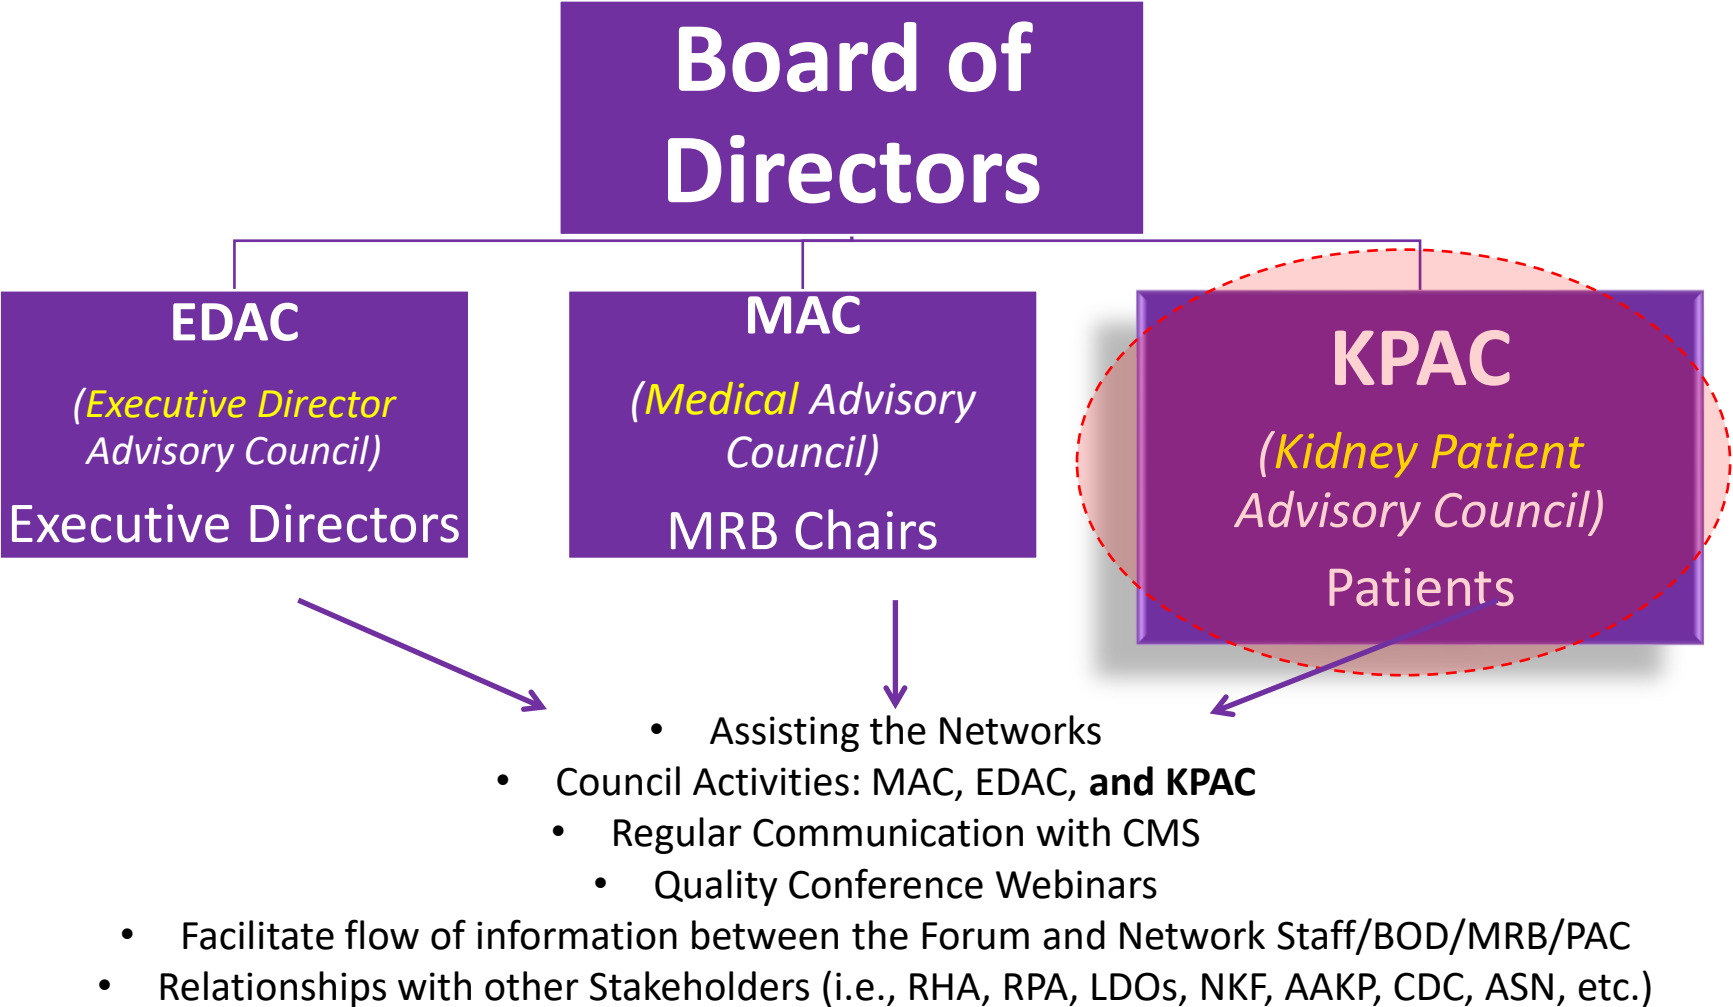 Board of
Directors
EDAC
(Executive Director
Advisory Council)
Executive Directors
MAC
(Medical Advisory
Council)
MRB Chairs
KPAC
(Kidney Patient
Advisory Council)
Patients
• Assisting the Networks
• Council Activities: MAC, EDAC, and KPAC
• Regular Communication with CMS
• Quality Conference Webinars
• Facilitate flow of information between the Forum and Network Staff/BOD/MRB/PAC
• Relationships with other Stakeholders (i.e., RHA, RPA, LDOs, NKF, AAKP, CDC, ASN, etc.)